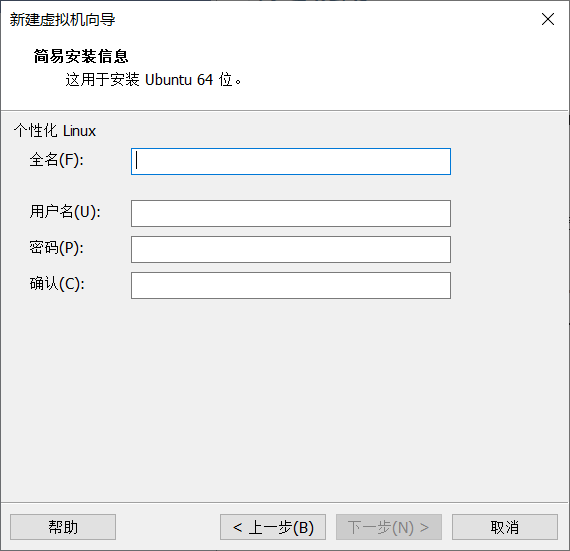 新建虚拟机向导
简易安装信息
这用于安装 Ubuntu 64 位。
个性化 Linux
全名(F):
用户名(U):
密码(P):
确认(C):
帮助
< 上一步(B)
下一步(N) >
取消